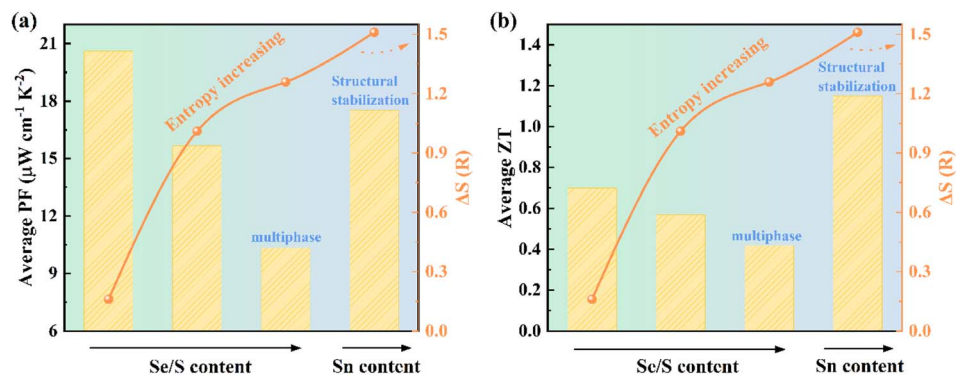 (a)
Average PF (μW cm-1 K-2)
21
18
15
12
9
6
Entropy increasing
Structural
stabilization
multiphase
1.5
1.2
0.9
0.6
0.3
0.0
ΔS (R)
Se/S content
Sn content
(b)
Average ZT
1.4
1.2
1.0
0.8
0.6
0.4
0.2
0.0
Entropy increasing
Structural
stabilization
multiphase
1.5
1.2
0.9
0.6
0.3
0.0
ΔS (R)
Se/S content
Sn content